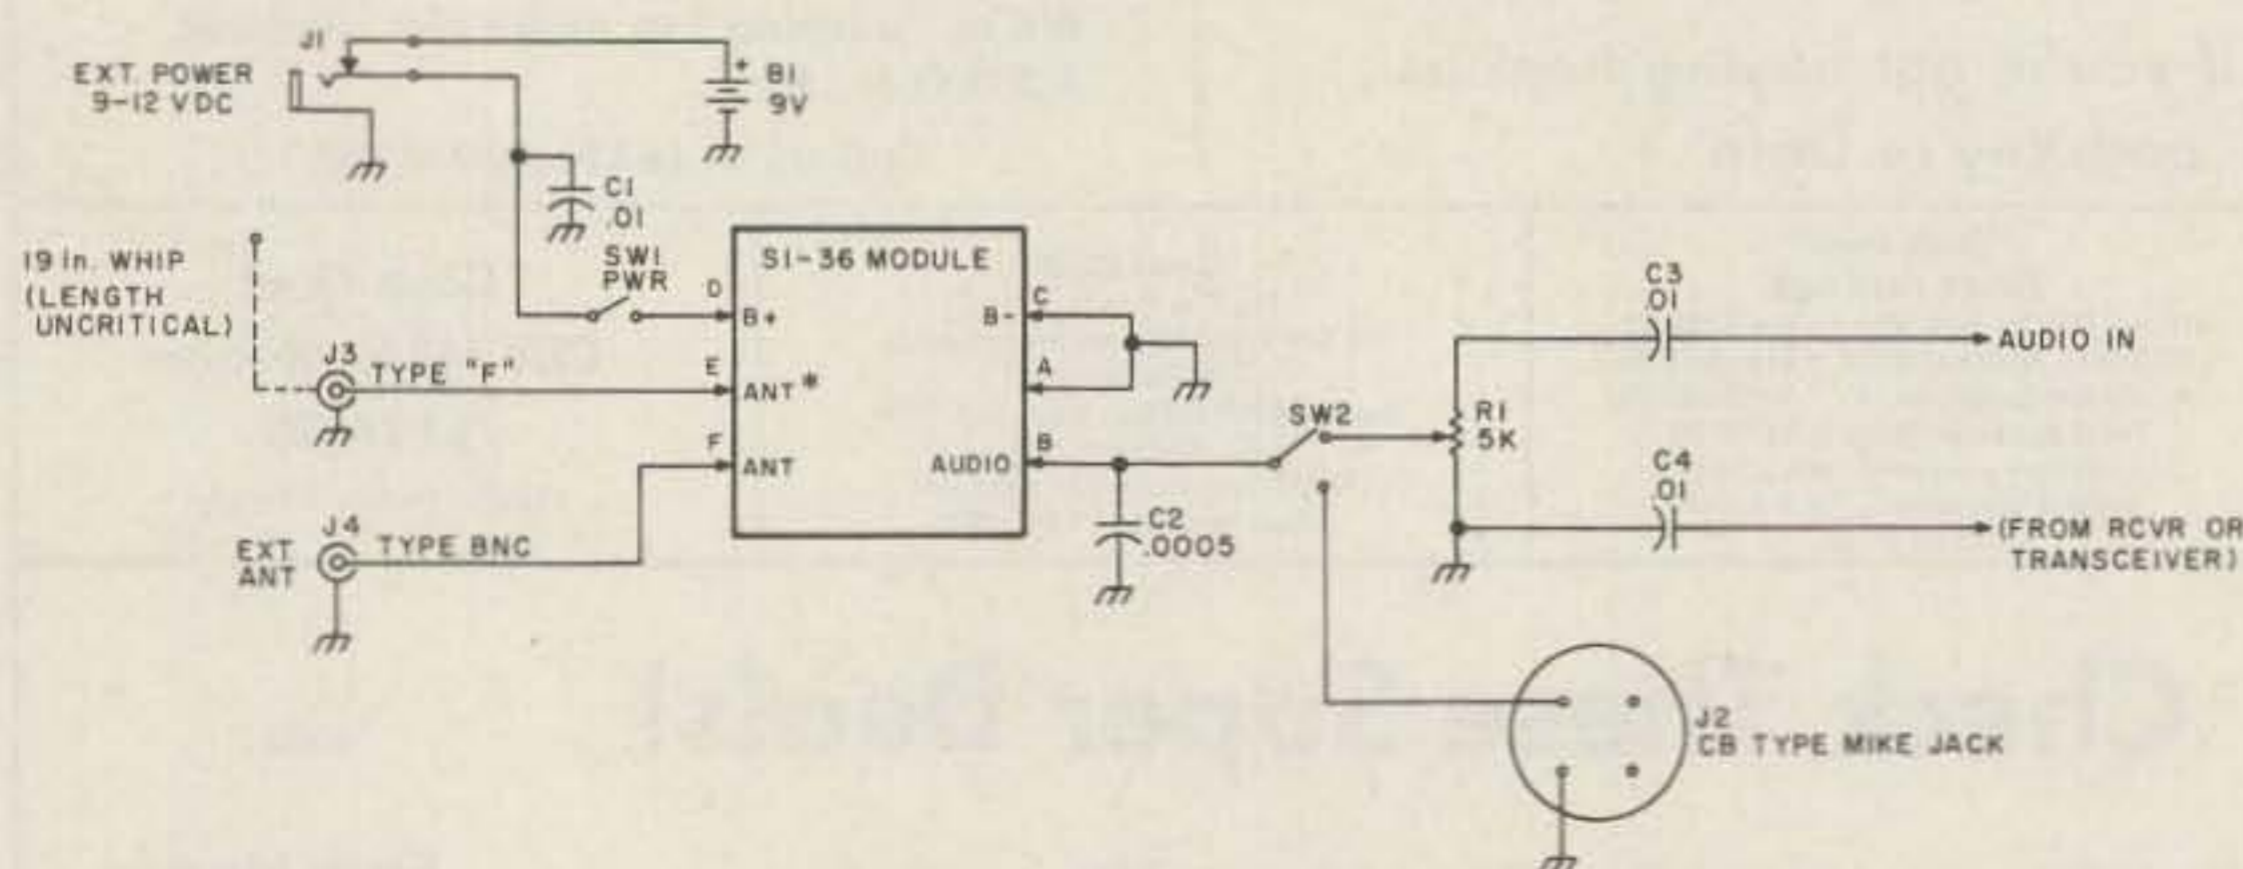 J1
EXT. POWER
9-12 VDC
+ B1
9V
C1
.01
19 in. WHIP
(LENGTH
UNCRITICAL)
SW1
PWR
J3
TYPE "F"
EXT
ANT
J4
TYPE BNC
S1-36 MODULE
D
B+
E
ANT*
F
ANT
C
B-
A
B
AUDIO
C2
.0005
SW2
R1
5K
C3
.01
AUDIO IN
C4
.01
(FROM RCVR OR
TRANSCEIVER)
J2
CB TYPE MIKE JACK